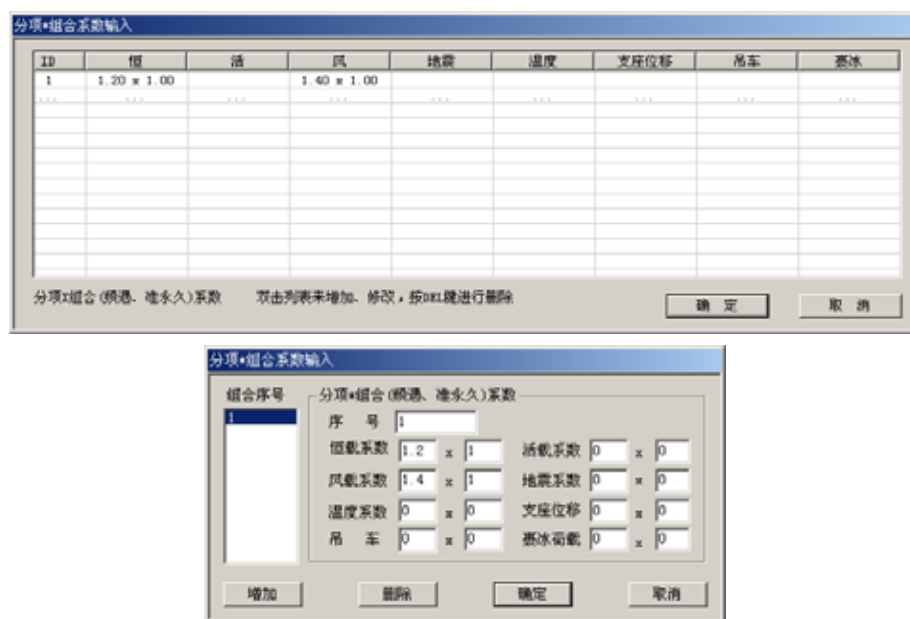 分项*组合系数输入
ID 恒 活 风 地震 温度 支座位移 吊车 裹冰
1 1.20 x 1.00 1.40 x 1.00
... ... ... ... ... ... ... ... ...
分项x组合(频遇、准永久)系数 双击列表来增加、修改,按DEL键进行删除
确 定 取 消
分项*组合系数输入
组合序号 分项*组合(频遇、准永久)系数
1
序 号 1
恒载系数 1.2 x 1 活载系数 0 x 0
风载系数 1.4 x 1 地震系数 0 x 0
温度系数 0 x 0 支座位移 0 x 0
吊 车 0 x 0 裹冰荷载 0 x 0
增加 删除 确定 取消